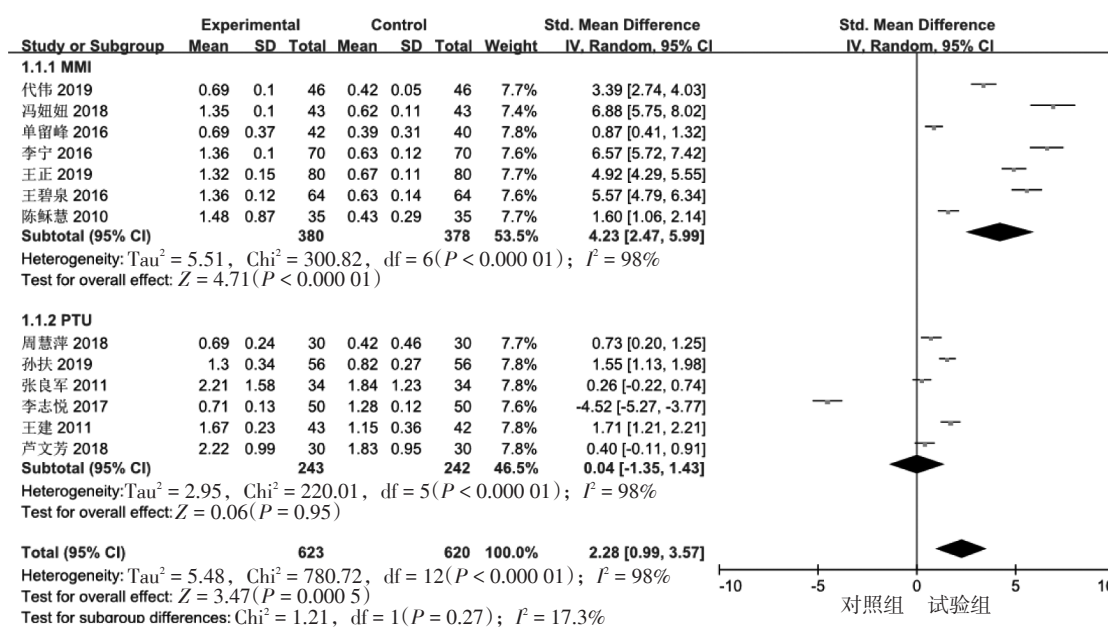 Experimental Control Std. Mean Difference Std. Mean Difference
Study or Subgroup Mean SD Total Mean SD Total Weight IV. Random. 95% CI IV. Random. 95% CI
1.1.1 MMI
代伟 2019 0.69 0.1 46 0.42 0.05 46 7.7% 3.39 [2.74, 4.03]
冯妞妞 2018 1.35 0.1 43 0.62 0.11 43 7.4% 6.88 [5.75, 8.02]
单留峰 2016 0.69 0.37 42 0.39 0.31 40 7.8% 0.87 [0.41, 1.32]
李宁 2016 1.36 0.1 70 0.63 0.12 70 7.6% 6.57 [5.72, 7.42]
王正 2019 1.32 0.15 80 0.67 0.11 80 7.8% 4.92 [4.29, 5.55]
王碧泉 2016 1.36 0.12 64 0.63 0.14 64 7.6% 5.57 [4.79, 6.34]
陈稣慧 2010 1.48 0.87 35 0.43 0.29 35 7.7% 1.60 [1.06, 2.14]
Subtotal (95% CI) 380 378 53.5% 4.23 [2.47, 5.99]
Heterogeneity: Tau² = 5.51, Chi² = 300.82, df = 6(P < 0.000 01); I² = 98%
Test for overall effect: Z = 4.71(P < 0.000 01)
1.1.2 PTU
周慧萍 2018 0.69 0.24 30 0.42 0.46 30 7.7% 0.73 [0.20, 1.25]
孙扶 2019 1.3 0.34 56 0.82 0.27 56 7.8% 1.55 [1.13, 1.98]
张良军 2011 2.21 1.58 34 1.84 1.23 34 7.8% 0.26 [-0.22, 0.74]
李志悦 2017 0.71 0.13 50 1.28 0.12 50 7.6% -4.52 [-5.27, -3.77]
王建 2011 1.67 0.23 43 1.15 0.36 42 7.8% 1.71 [1.21, 2.21]
芦文芳 2018 2.22 0.99 30 1.83 0.95 30 7.8% 0.40 [-0.11, 0.91]
Subtotal (95% CI) 243 242 46.5% 0.04 [-1.35, 1.43]
Heterogeneity: Tau² = 2.95, Chi² = 220.01, df = 5(P < 0.000 01); I² = 98%
Test for overall effect: Z = 0.06(P = 0.95)
Total (95% CI) 623 620 100.0% 2.28 [0.99, 3.57]
Heterogeneity: Tau² = 5.48, Chi² = 780.72, df = 12(P < 0.000 01); I² = 98%
Test for overall effect: Z = 3.47(P = 0.000 5)
Test for subgroup differences: Chi² = 1.21, df = 1(P = 0.27); I² = 17.3%
-10 -5 0 5 10
对照组 试验组